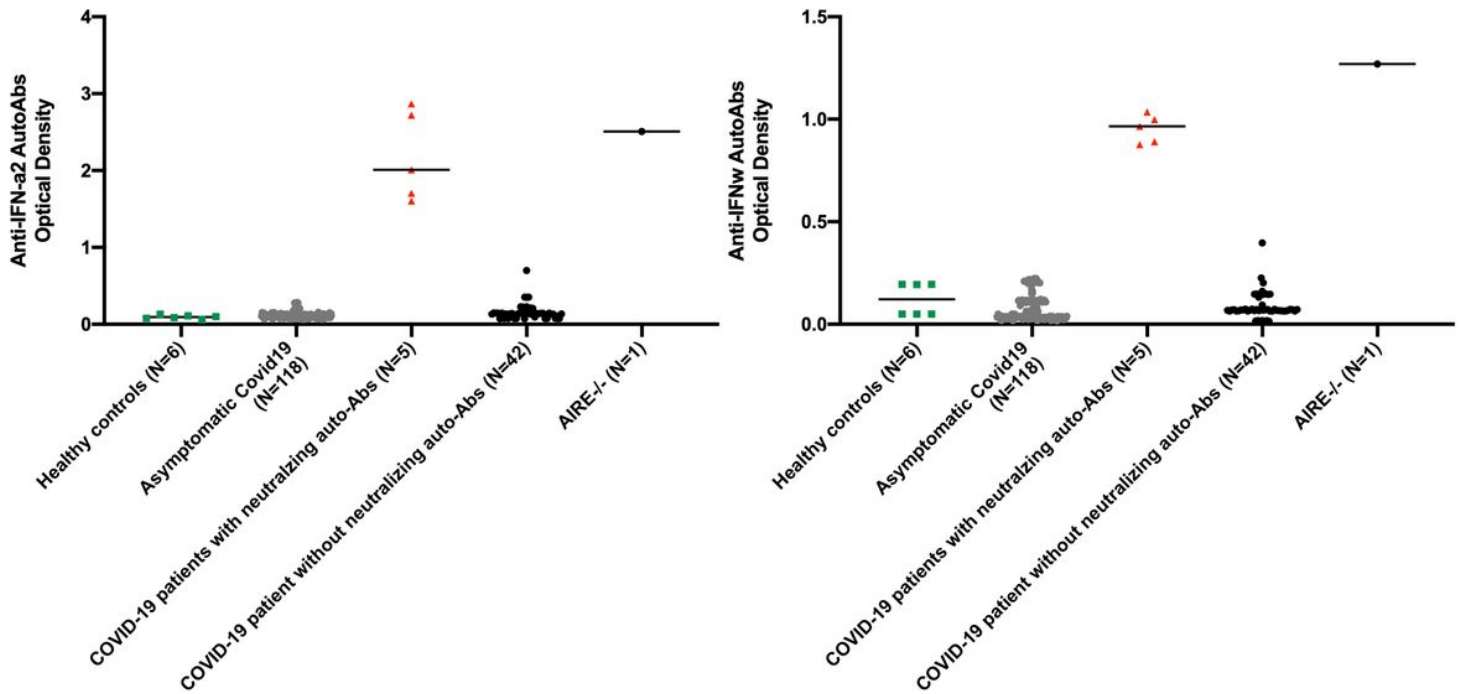 Anti-IFN-a2 AutoAbs
Optical Density
4
3
2
1
0
Healthy controls (N=6)
Asymptomatic Covid19
(N=118)
COVID-19 patients with neutralzing auto-Abs (N=5)
COVID-19 patient without neutralizing auto-Abs (N=42)
AIRE-/- (N=1)
Anti-IFNw AutoAbs
Optical Density
1.5
1.0
0.5
0.0
Healthy controls (N=6)
Asymptomatic Covid19
(N=118)
COVID-19 patients with neutralzing auto-Abs (N=5)
COVID-19 patient without neutralizing auto-Abs (N=42)
AIRE-/- (N=1)